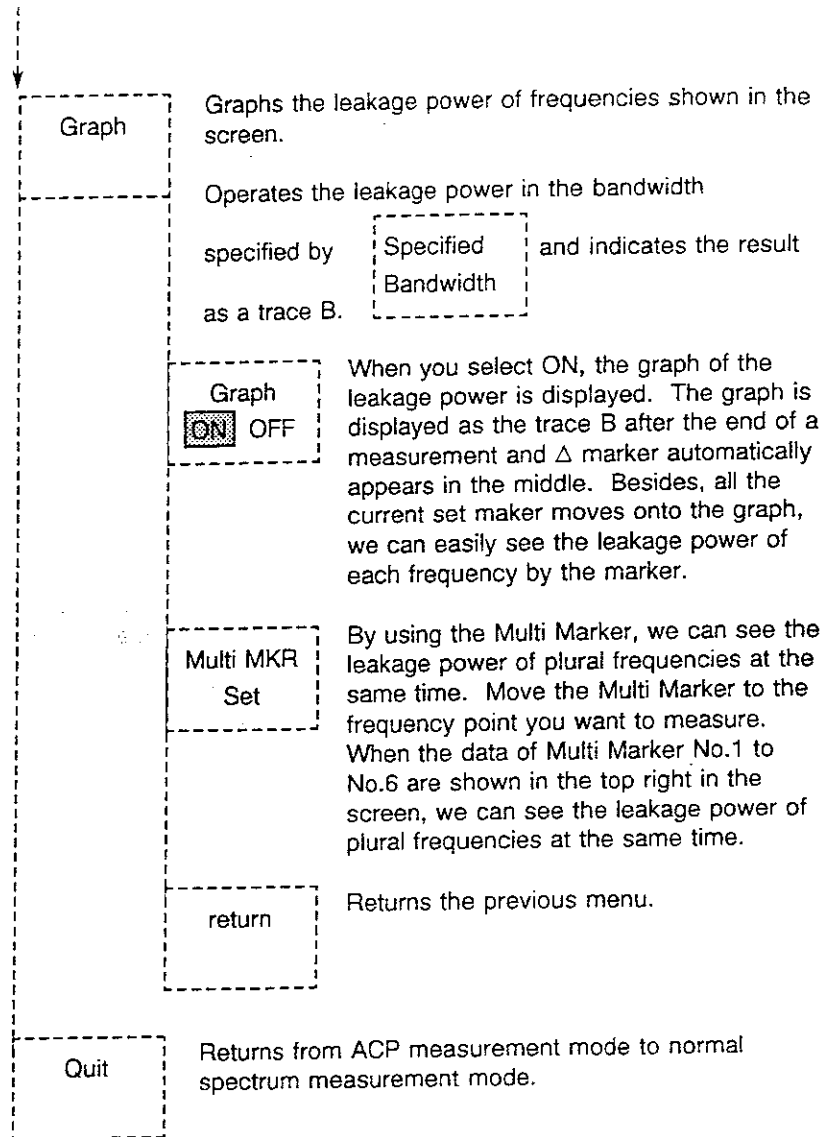 Graph
Graphs the leakage power of frequencies shown in the
screen.
Operates the leakage power in the bandwidth
specified by Specified Bandwidth and indicates the result
as a trace B.
Graph
ON OFF
When you select ON, the graph of the
leakage power is displayed. The graph is
displayed as the trace B after the end of a
measurement and Δ marker automatically
appears in the middle. Besides, all the
current set maker moves onto the graph,
we can easily see the leakage power of
each frequency by the marker.
Multi MKR
Set
By using the Multi Marker, we can see the
leakage power of plural frequencies at the
same time. Move the Multi Marker to the
frequency point you want to measure.
When the data of Multi Marker No.1 to
No.6 are shown in the top right in the
screen, we can see the leakage power of
plural frequencies at the same time.
return
Returns the previous menu.
Quit
Returns from ACP measurement mode to normal
spectrum measurement mode.